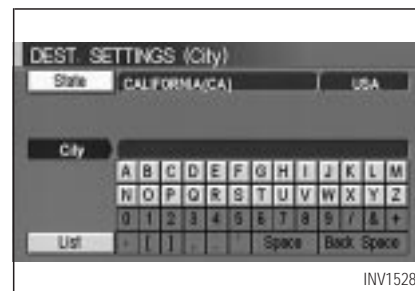 DEST. SETTINGS (City)
State CALIFORNIA(CA) USA
City
A B C D E F G H I J K L M
N O P Q R S T U V W X Y Z
0 1 2 3 4 5 6 7 8 9 / & +
List - ( ) , . ' Space Back Space
INV1528